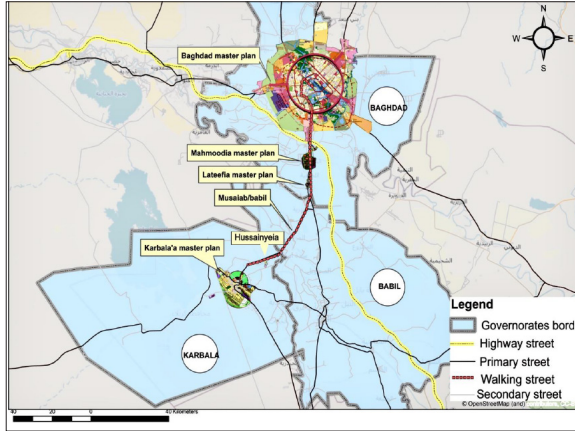 N
W E
S
Baghdad master plan
BAGHDAD
Mahmoodia master plan
Lateefia master plan
Musaiab/babil
Hussainyeia
Karbala'a master plan
BABIL
KARBALA
Legend
Governorates bord
Highway street
Primary street
Walking street
Secondary street
© OpenStreetMap (and)
40 20 0 40 Kilometers